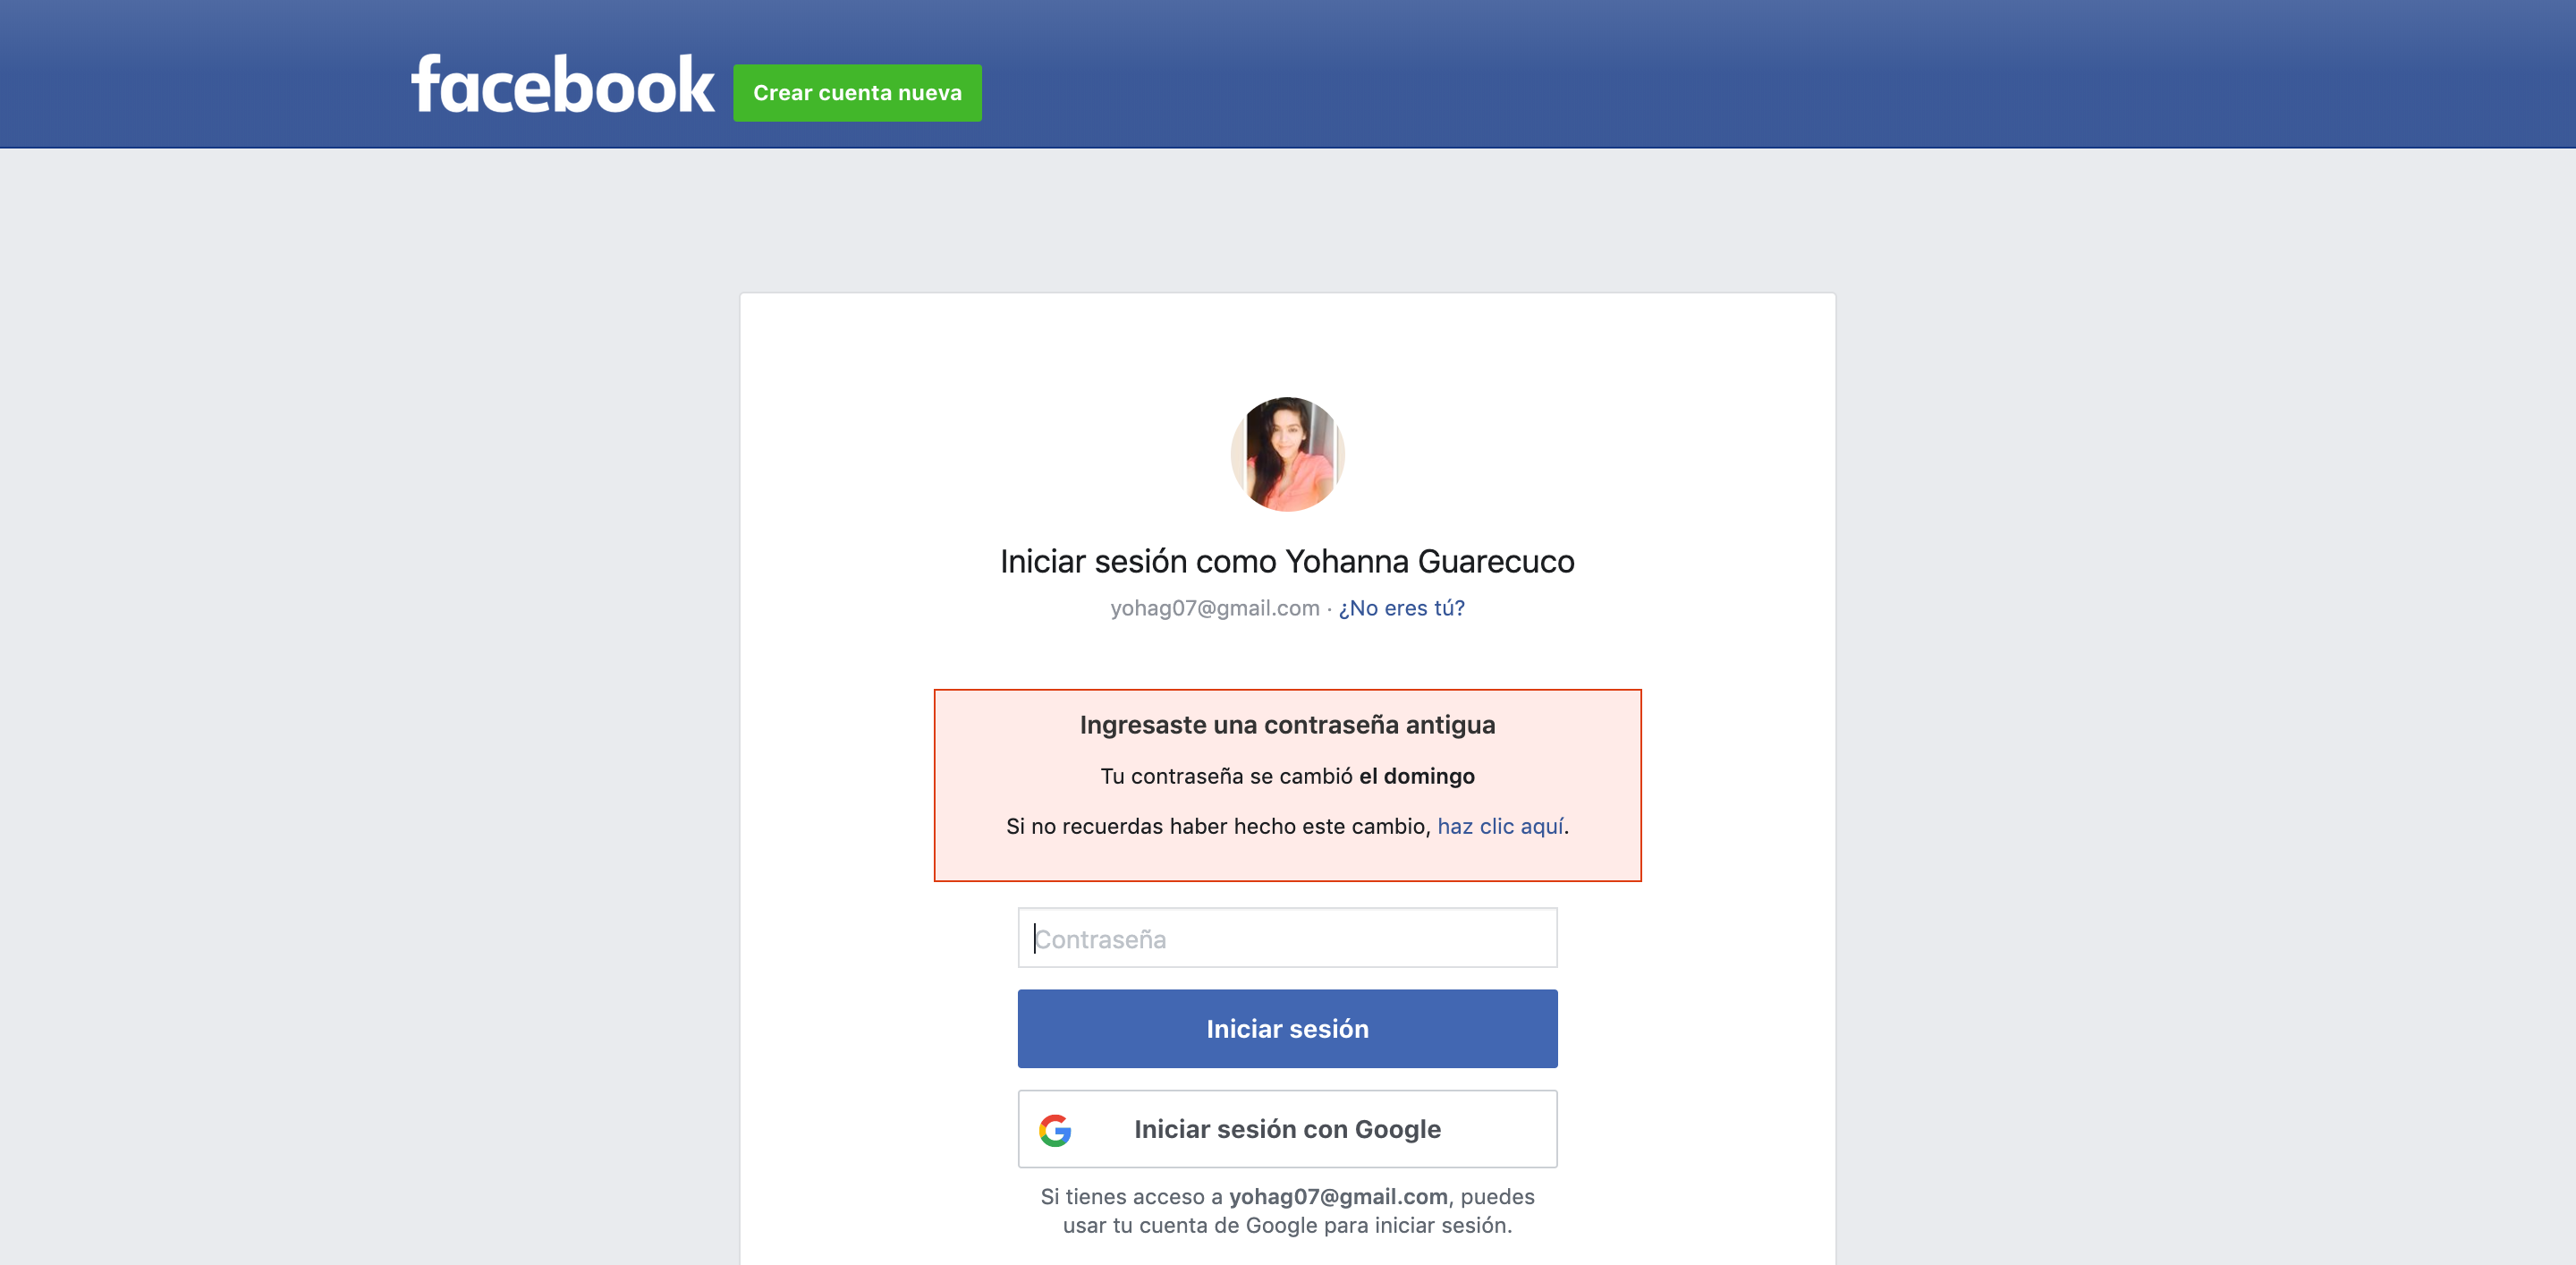 facebook
Crear cuenta nueva
Iniciar sesión como Yohanna Guarecuco
yohag07@gmail.com · ¿No eres tú?
Ingresaste una contraseña antigua
Tu contraseña se cambió el domingo
Si no recuerdas haber hecho este cambio, haz clic aquí.
Contraseña
Iniciar sesión
Iniciar sesión con Google
Si tienes acceso a yohag07@gmail.com, puedes
usar tu cuenta de Google para iniciar sesión.